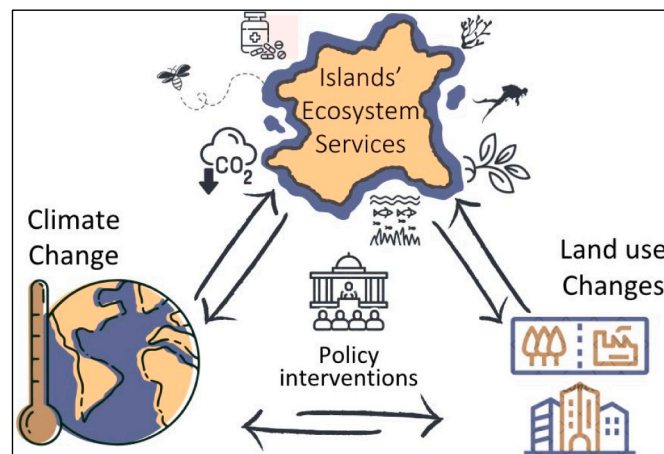 Islands'
Ecosystem
Services
CO2
Climate
Change
Land use
Changes
Policy
interventions